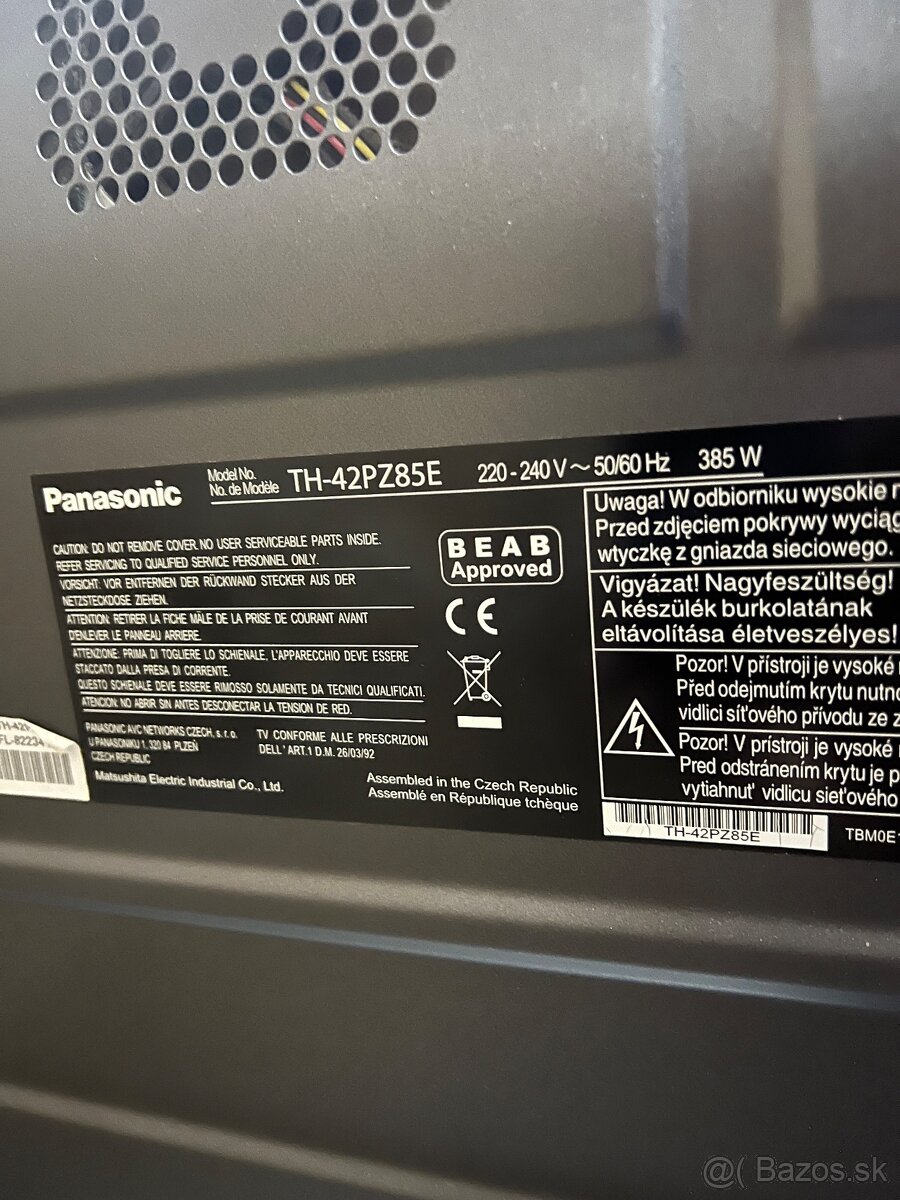 Panasonic
Model No.
No. de Modèle
TH-42PZ85E
220 - 240 V ~ 50/60 Hz
385 W
CAUTION: DO NOT REMOVE COVER. NO USER SERVICEABLE PARTS INSIDE.
REFER SERVICING TO QUALIFIED SERVICE PERSONNEL ONLY.
VORSICHT: VOR ENTFERNEN DER RÜCKWAND STECKER AUS DER
NETZSTECKDOSE ZIEHEN.
ATTENTION: RETIRER LA FICHE MÂLE DE LA PRISE DE COURANT AVANT
D'ENLEVER LE PANNEAU ARRIERE.
ATTENZIONE: PRIMA DI TOGLIERE LO SCHIENALE, L'APPARECCHIO DEVE ESSERE
STACCATO DALLA PRESA DI CORRENTE.
QUESTO SCHIENALE DEVE ESSERE RIMOSSO SOLAMENTE DA TECNICI QUALIFICATI.
ATENCION: NO ABRIR SIN ANTES DESCONECTAR LA TENSION DE RED.
PANASONIC AVC NETWORKS CZECH, s. r. o.
U PANASONIKU 1, 320 84 PLZEŇ
CZECH REPUBLIC
TV CONFORME ALLE PRESCRIZIONI
DELL' ART.1 D.M. 26/03/92
Matsushita Electric Industrial Co., Ltd.
Assembled in the Czech Republic
Assemblé en République tchèque
BEAB
Approved
CE
Uwaga! W odbiorniku wysokie
Przed zdjęciem pokrywy wyciąg
wtyczkę z gniazda sieciowego.
Vigyázat! Nagyfeszültség!
A készülék burkolatának
eltávolítása életveszélyes!
Pozor! V přístroji je vysoké
Před odejmutím krytu nutno
vidlici síťového přívodu ze
Pozor! V prístroji je vysoké
Pred odstránením krytu je
vytiahnuť vidlicu sieťového
TH-42PZ85E
TBM0E
TH-42
FL-82234
@( Bazos.sk